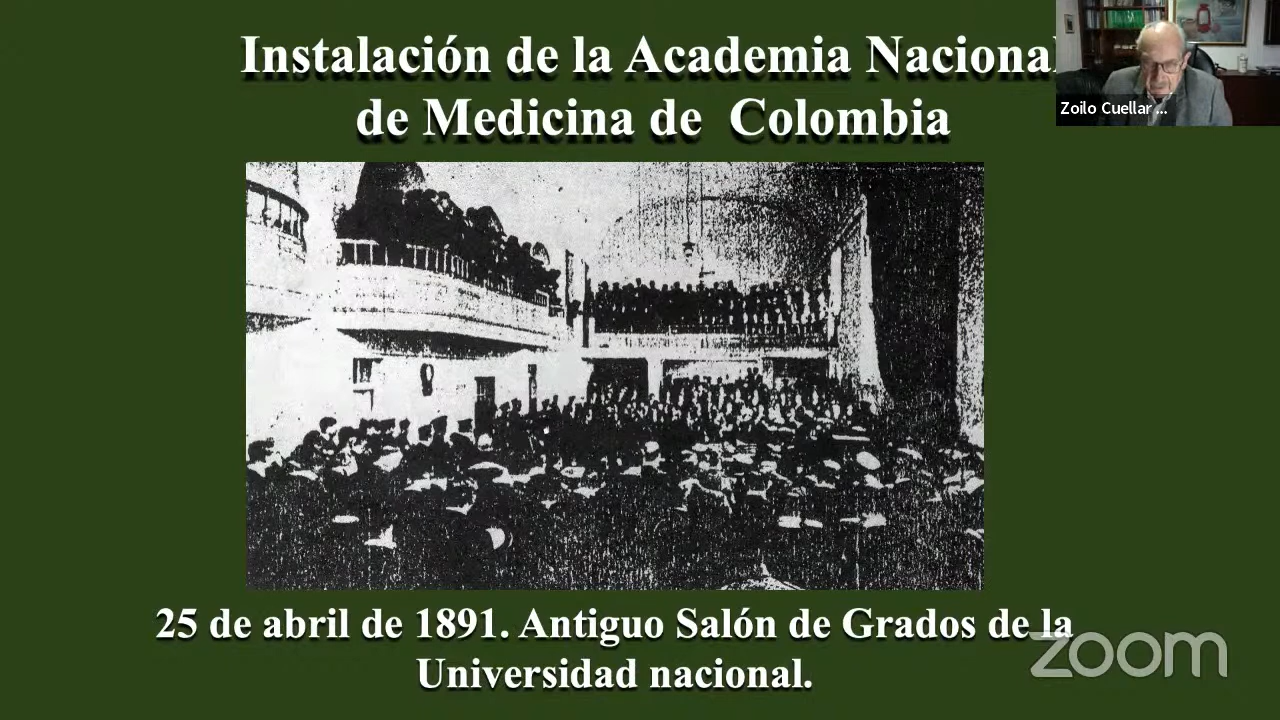 Instalación de la Academia Nacional
de Medicina de Colombia
Zoilo Cuellar ...
25 de abril de 1891. Antiguo Salón de Grados de la
Universidad nacional.
zoom